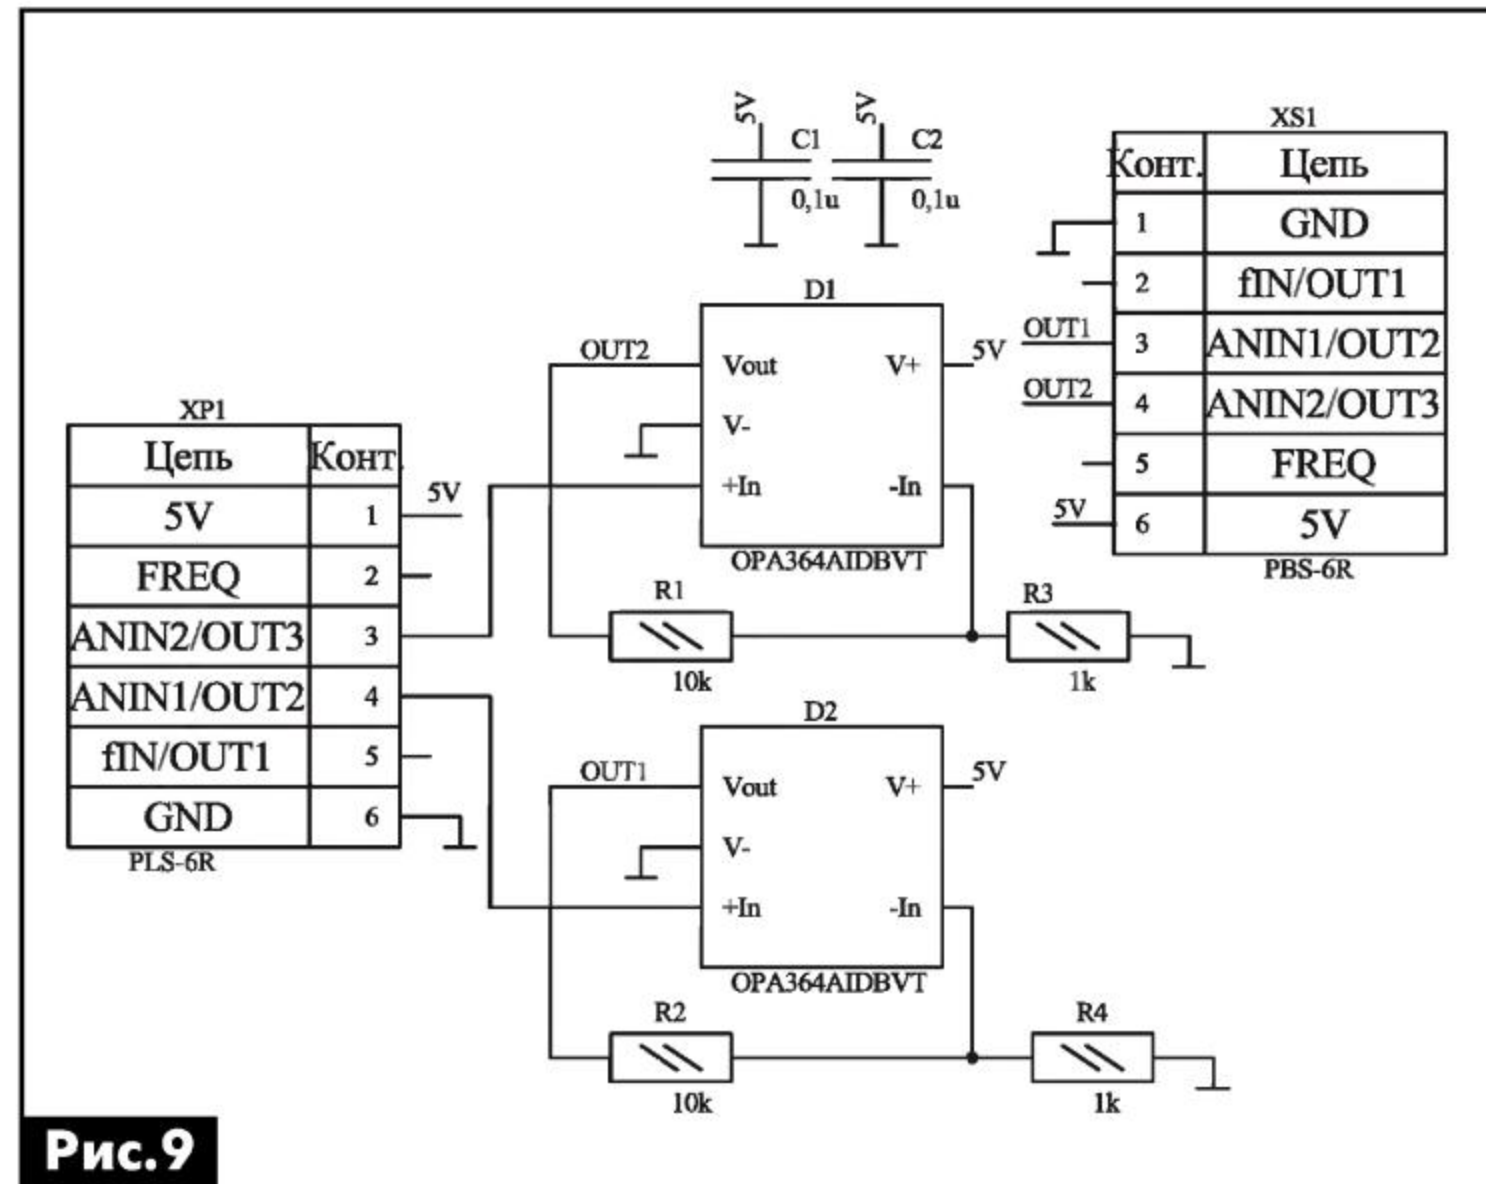 5V
C1
0,1u
5V
C2
0,1u
XS1
Конт. Цепь
1 GND
2 fIN/OUT1
OUT1 3 ANIN1/OUT2
OUT2 4 ANIN2/OUT3
5 FREQ
5V 6 5V
PBS-6R
D1
OUT2 Vout V+ 5V
V-
+In -In
OPA364AIDBVT
XP1
Цепь Конт.
5V 1 5V
FREQ 2
ANIN2/OUT3 3
ANIN1/OUT2 4
fIN/OUT1 5
GND 6
PLS-6R
R1
10k
R3
1k
D2
OUT1 Vout V+ 5V
V-
+In -In
OPA364AIDBVT
R2
10k
R4
1k
Рис.9